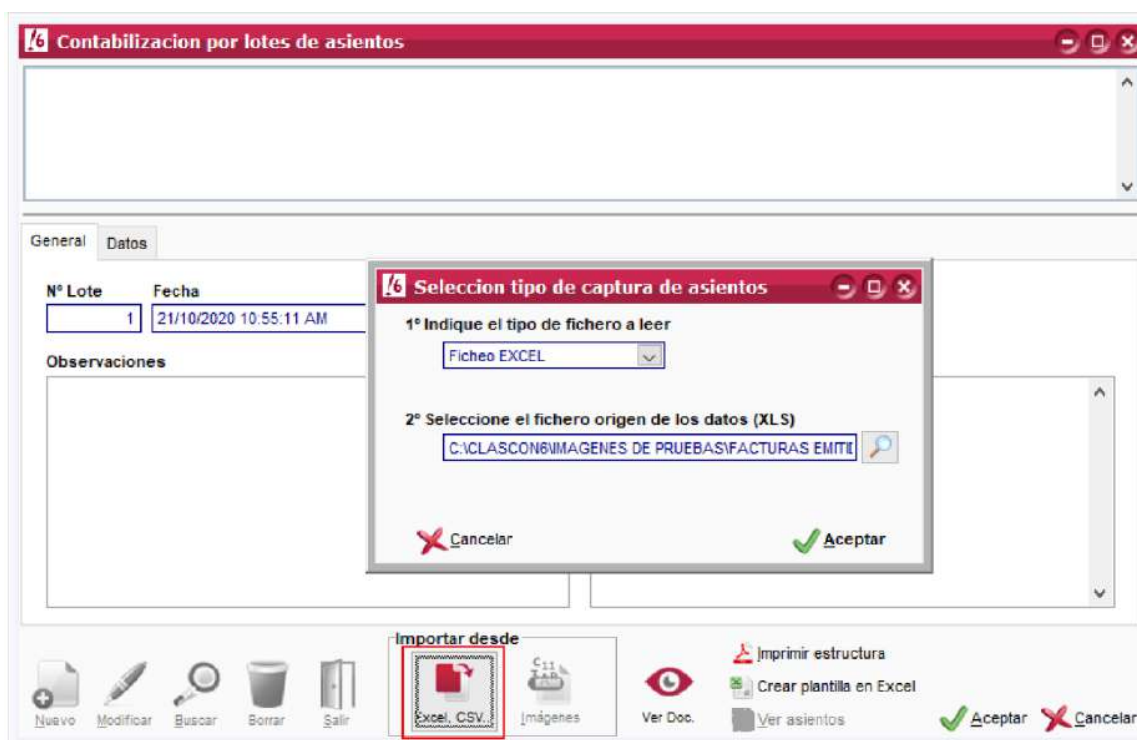 Contabilizacion por lotes de asientos
General Datos
Nº Lote Fecha
1 21/10/2020 10:55:11 AM
Observaciones
Seleccion tipo de captura de asientos
1º Indique el tipo de fichero a leer
Ficheo EXCEL
2º Seleccione el fichero origen de los datos (XLS)
C:\CLASCON6\IMAGENES DE PRUEBAS\FACTURAS
Cancelar Aceptar
Importar desde
Nuevo Modificar Buscar Borrar Salir Excel, CSV.. Imágenes Ver Doc.
Imprimir estructura
Crear plantilla en Excel
Ver asientos
Aceptar Cancelar